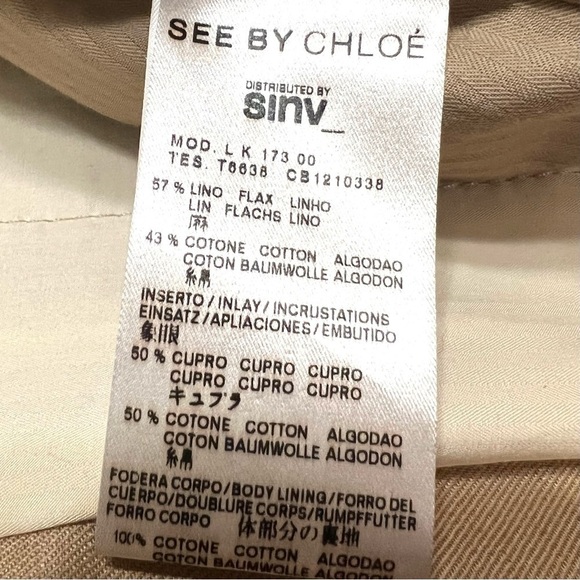 SEE BY CHLOÉ
DISTRIBUTED BY
sinv_
MOD. L K 173 00
TES. T6638 CB1210338
57 % LINO FLAX LINHO
LIN FLACHS LINO
麻
43 % COTONE COTTON ALGODAO
COTON BAUMWOLLE ALGODON
綿
INSERTO/INLAY/INCRUSTATIONS
EINSATZ/APLIACIONES/EMBUTIDO
象眼
50 % CUPRO CUPRO CUPRO
CUPRO CUPRO CUPRO
キュプラ
50 % COTONE COTTON ALGODAO
COTON BAUMWOLLE ALGODON
綿
FODERA CORPO/BODY LINING/FORRO DEL
CUERPO/DOUBLURE CORPS/RUMPFFUTTER
FORRO CORPO 体部分の裏地
100% COTONE COTTON ALGODAO
COTON BAUMWOLLE ALGODON